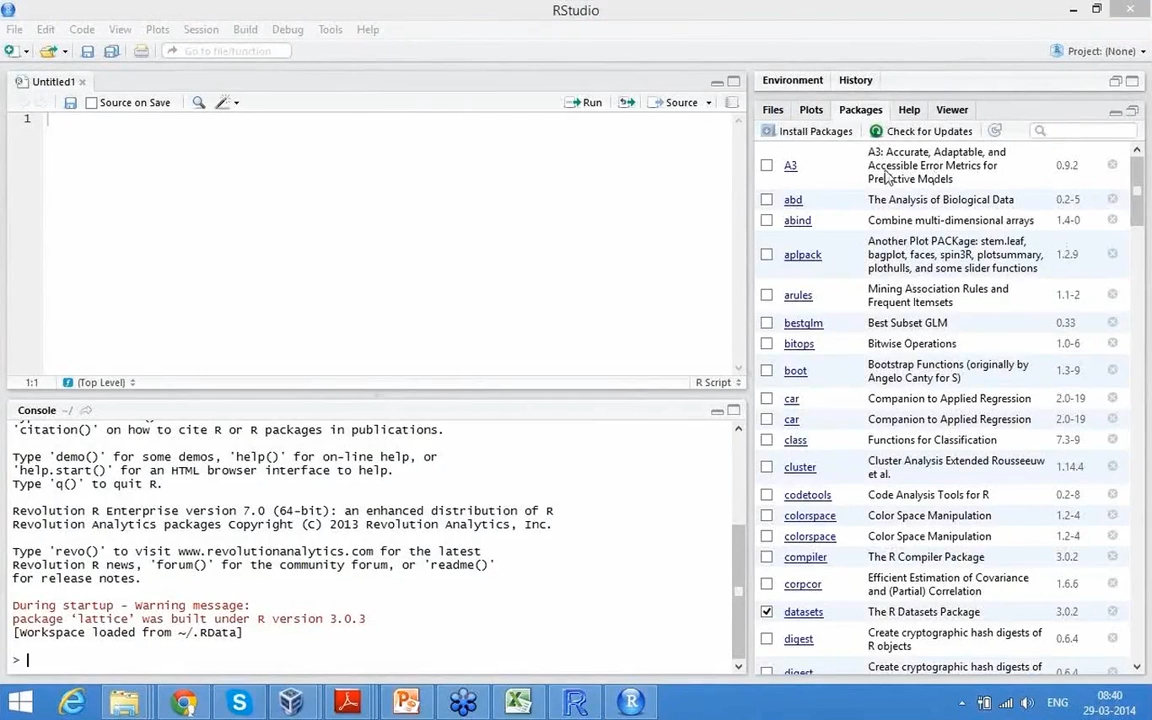 RStudio
File Edit Code View Plots Session Build Debug Tools Help
Go to file/function
Project: (None)
Untitled1
Source on Save
Run
Source
1
1:1
(Top Level)
R Script
Console ~/
'citation()' on how to cite R or R packages in publications.
Type 'demo()' for some demos, 'help()' for on-line help, or
'help.start()' for an HTML browser interface to help.
Type 'q()' to quit R.
Revolution R Enterprise version 7.0 (64-bit): an enhanced distribution of R
Revolution Analytics packages Copyright (C) 2013 Revolution Analytics, Inc.
Type 'revo()' to visit www.revolutionanalytics.com for the latest
Revolution R news, 'forum()' for the community forum, or 'readme()'
for release notes.
During startup - Warning message:
package ‘lattice’ was built under R version 3.0.3
[Workspace loaded from ~/.RData]
>
Environment History
Files Plots Packages Help Viewer
Install Packages Check for Updates
A3 A3: Accurate, Adaptable, and Accessible Error Metrics for Predictive Models 0.9.2
abd The Analysis of Biological Data 0.2-5
abind Combine multi-dimensional arrays 1.4-0
aplpack Another Plot PACKage: stem.leaf, bagplot, faces, spin3R, plotsummary, plothulls, and some slider functions 1.2.9
arules Mining Association Rules and Frequent Itemsets 1.1-2
bestglm Best Subset GLM 0.33
bitops Bitwise Operations 1.0-6
boot Bootstrap Functions (originally by Angelo Canty for S) 1.3-9
car Companion to Applied Regression 2.0-19
car Companion to Applied Regression 2.0-19
class Functions for Classification 7.3-9
cluster Cluster Analysis Extended Rousseeuw et al. 1.14.4
codetools Code Analysis Tools for R 0.2-8
colorspace Color Space Manipulation 1.2-4
colorspace Color Space Manipulation 1.2-4
compiler The R Compiler Package 3.0.2
corpcor Efficient Estimation of Covariance and (Partial) Correlation 1.6.6
datasets The R Datasets Package 3.0.2
digest Create cryptographic hash digests of R objects 0.6.4
digest Create cryptographic hash digests of 0.6.4
ENG
08:40
29-03-2014